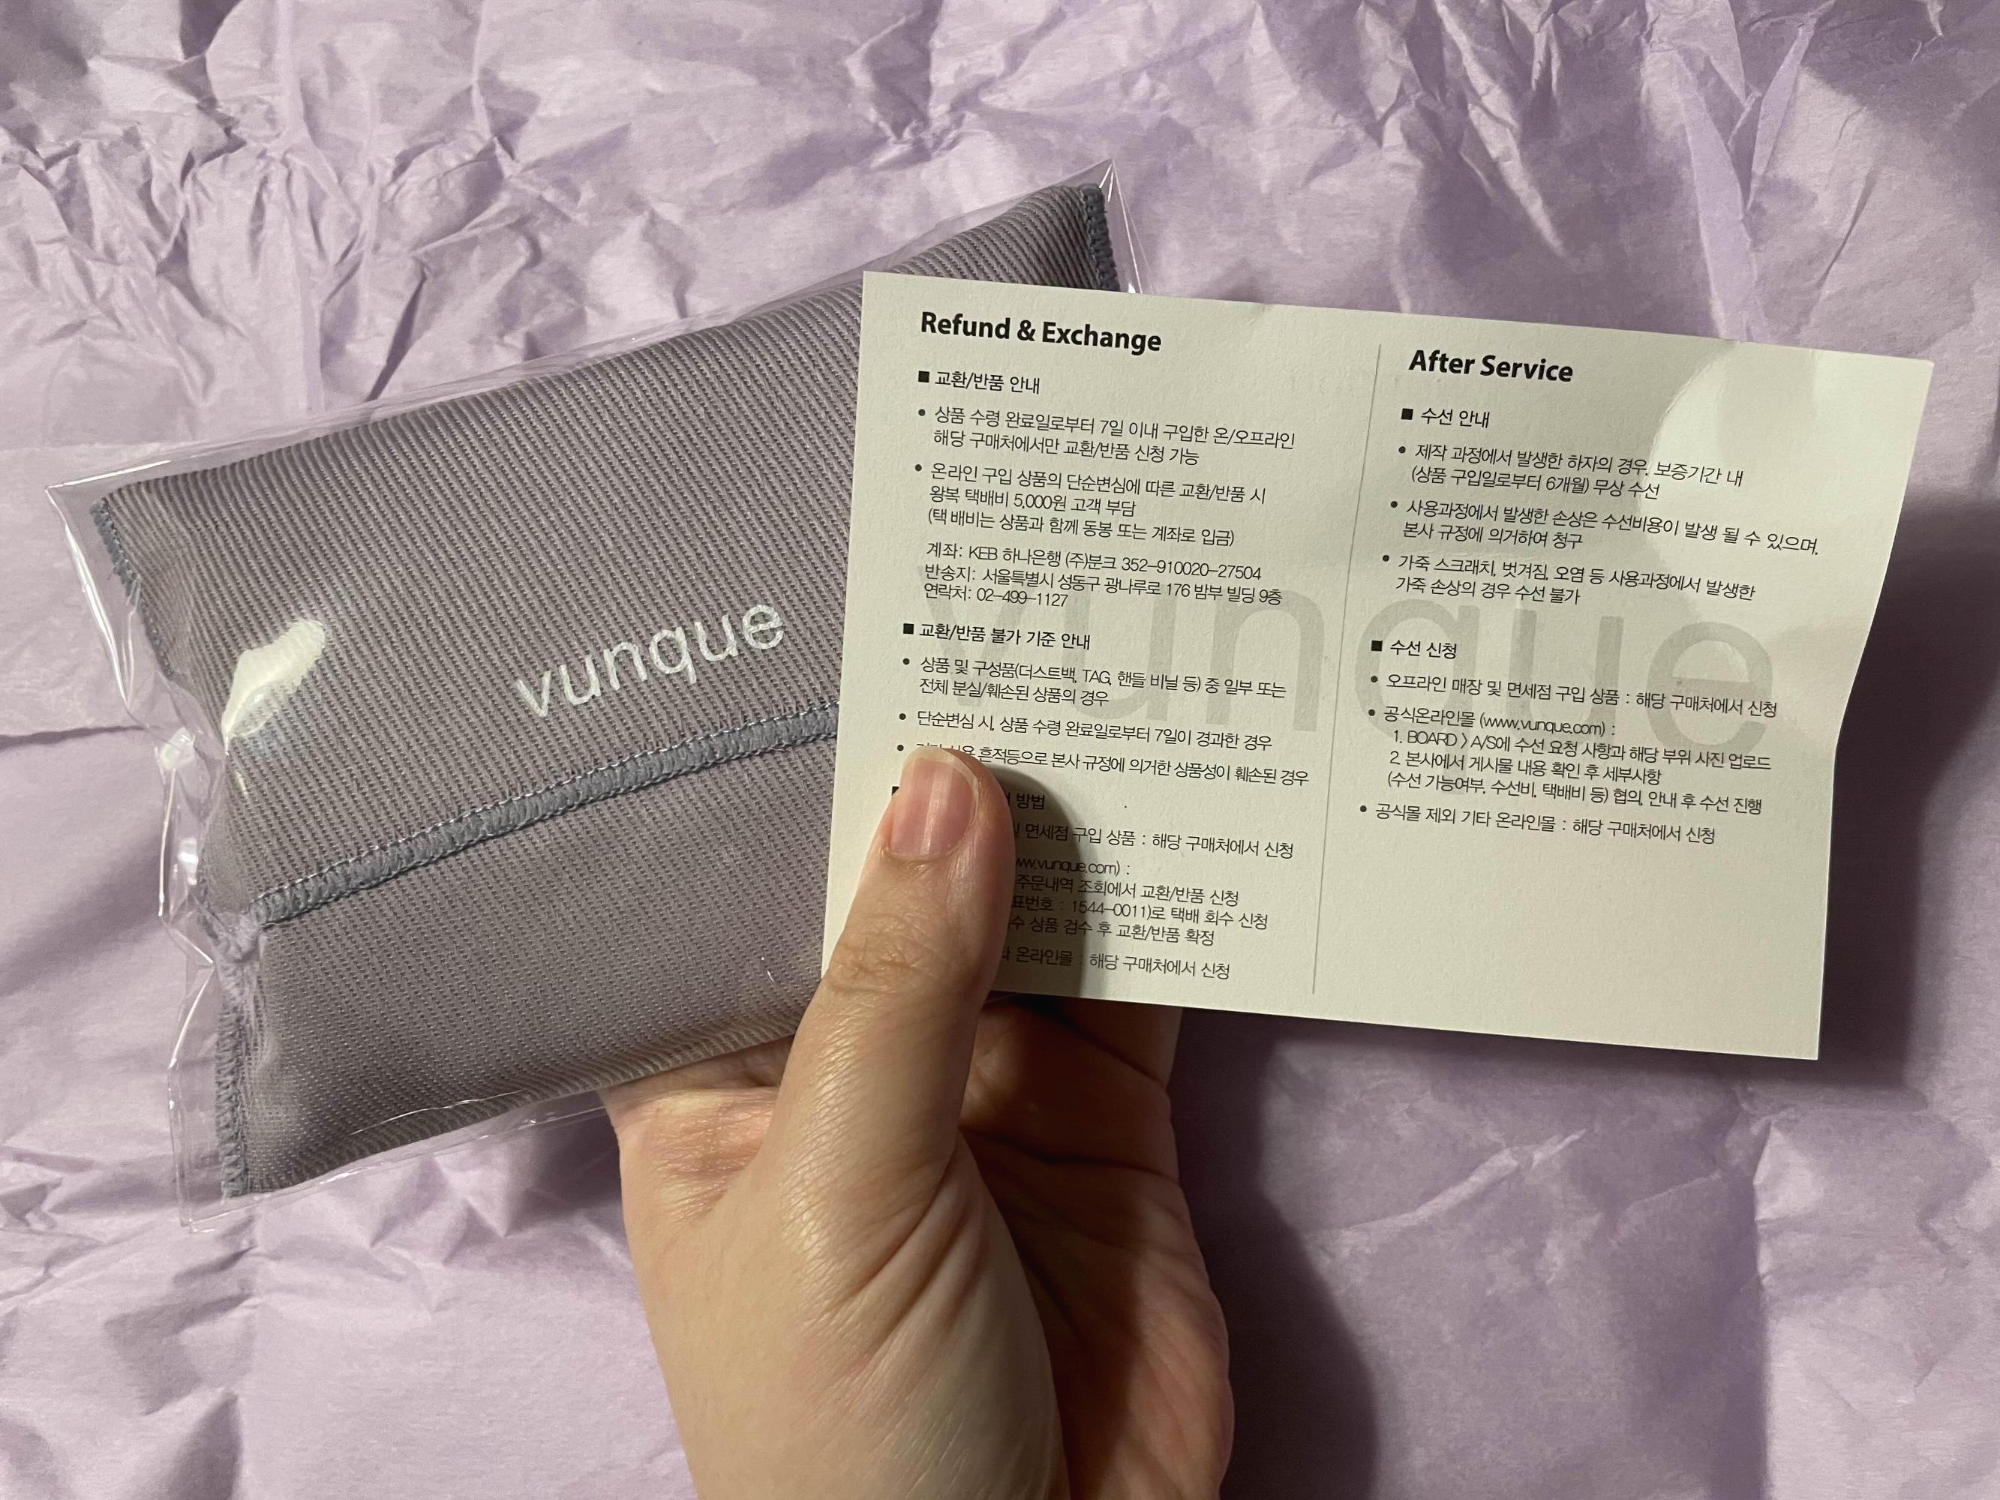 vunque
Refund & Exchange
■ 교환/반품 안내
• 상품 수령 완료일로부터 7일 이내 구입한 온/오프라인
해당 구매처에서만 교환/반품 신청 가능
• 온라인 구입 상품의 단순변심에 따른 교환/반품 시
왕복 택배비 5,000원 고객 부담
(택 배비는 상품과 함께 동봉 또는 계좌로 입금)
계좌: KEB 하나은행 (주)분크 352-910020-27504
반송지: 서울특별시 성동구 광나루로 176 밤부 빌딩 9층
연락처: 02-499-1127
■ 교환/반품 불가 기준 안내
• 상품 및 구성품(더스트백, TAG, 핸들 비닐 등) 중 일부 또는
전체 분실/훼손된 상품의 경우
• 단순변심 시, 상품 수령 완료일로부터 7일이 경과한 경우
• 흔적등으로 본사 규정에 의거한 상품성이 훼손된 경우
■ 방법
면세점 구입 상품 : 해당 구매처에서 신청
ww.vunque.com) :
주문내역 조회에서 교환/반품 신청
표번호 : 1544-0011)로 택배 회수 신청
수 상품 검수 후 교환/반품 확정
온라인몰 : 해당 구매처에서 신청
After Service
■ 수선 안내
• 제작 과정에서 발생한 하자의 경우, 보증기간 내
(상품 구입일로부터 6개월) 무상 수선
• 사용과정에서 발생한 손상은 수선비용이 발생 될 수 있으며,
본사 규정에 의거하여 청구
• 가죽 스크래치, 벗겨짐, 오염 등 사용과정에서 발생한
가죽 손상의 경우 수선 불가
■ 수선 신청
• 오프라인 매장 및 면세점 구입 상품 : 해당 구매처에서 신청
• 공식온라인몰 (www.vunque.com) :
1. BOARD > A/S에 수선 요청 사항과 해당 부위 사진 업로드
2. 본사에서 게시물 내용 확인 후 세부사항
(수선 가능여부, 수선비, 택배비 등) 협의, 안내 후 수선 진행
• 공식몰 제외 기타 온라인몰 : 해당 구매처에서 신청
vunque